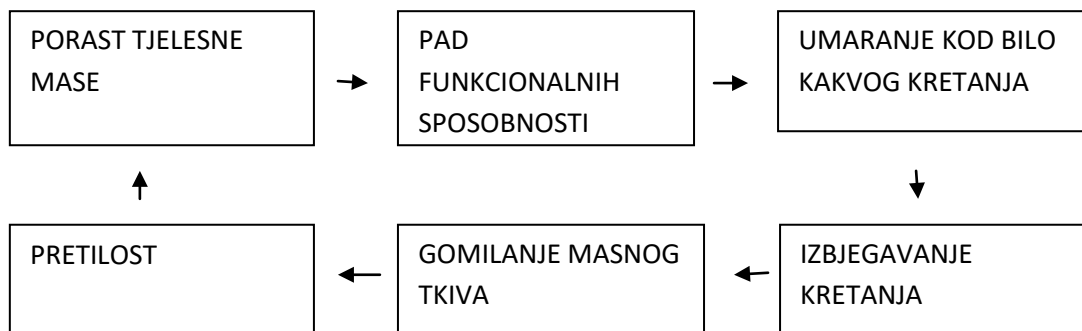 PORAST TJELESNE
MASE
PAD
FUNKCIONALNIH
SPOSOBNOSTI
UMARANJE KOD BILO
KAKVOG KRETANJA
PRETILOST
GOMILANJE MASNOG
TKIVA
IZBJEGAVANJE
KRETANJA